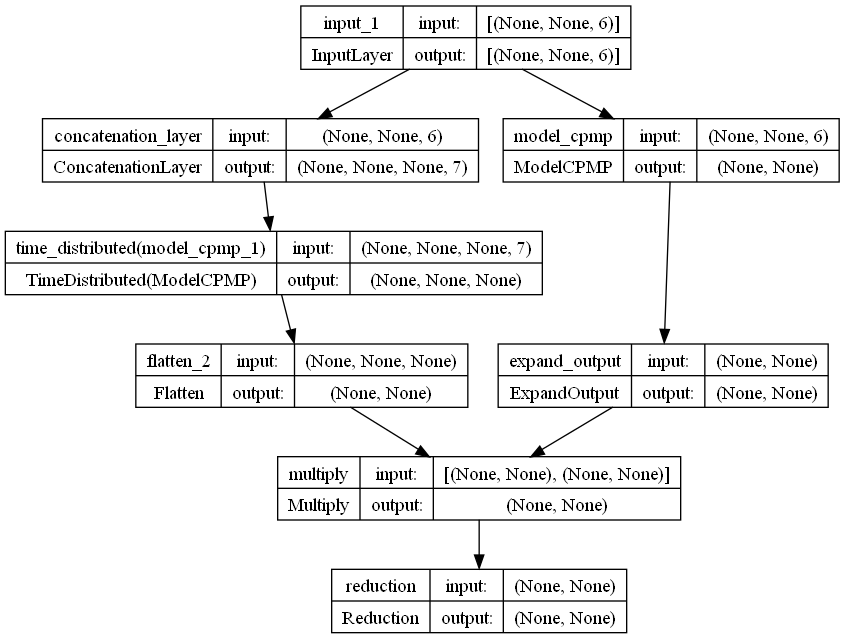 input_1 input: [(None, None, 6)]
InputLayer output: [(None, None, 6)]
concatenation_layer input: (None, None, 6)
ConcatenationLayer output: (None, None, None, 7)
model_cpmp input: (None, None, 6)
ModelCPMP output: (None, None)
time_distributed(model_cpmp_1) input: (None, None, None, 7)
TimeDistributed(ModelCPMP) output: (None, None, None)
flatten_2 input: (None, None, None)
Flatten output: (None, None)
expand_output input: (None, None)
ExpandOutput output: (None, None)
multiply input: [(None, None), (None, None)]
Multiply output: (None, None)
reduction input: (None, None)
Reduction output: (None, None)